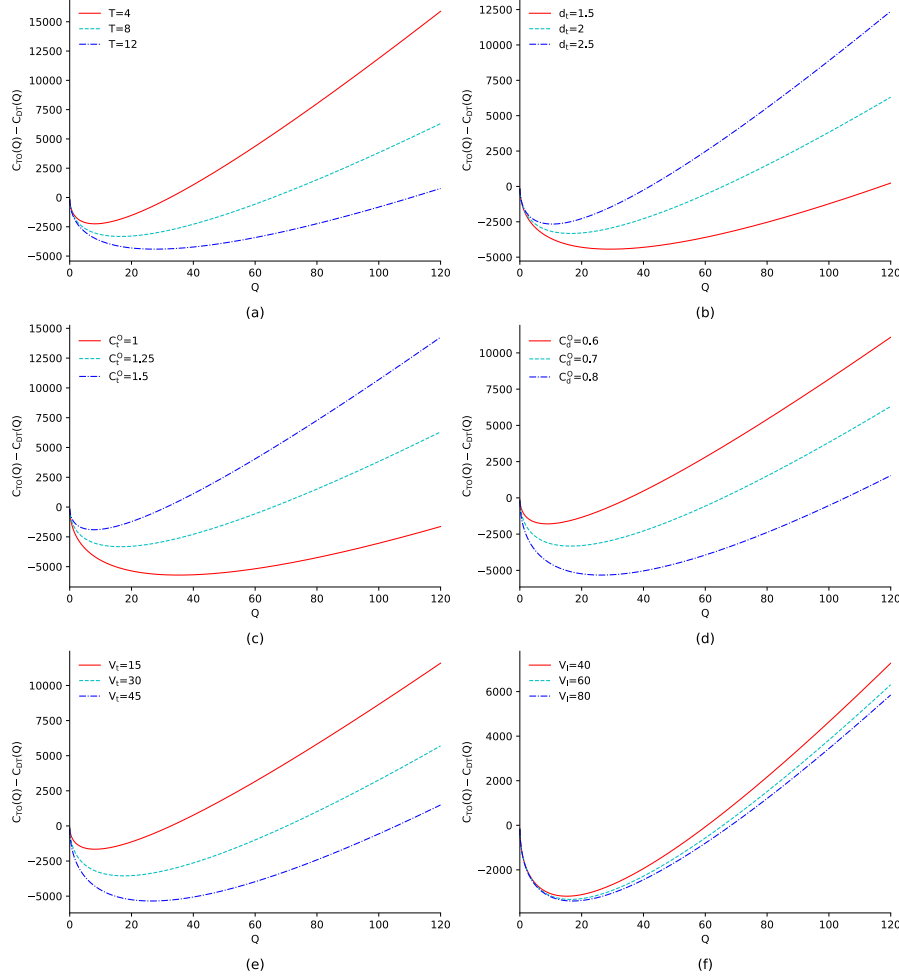 T=4
T=8
T=12
15000
12500
10000
7500
5000
2500
0
−2500
−5000
C_TO(Q) − C_DT(Q)
0 20 40 60 80 100 120
Q
(a)
d_t=1.5
d_t=2
d_t=2.5
12500
10000
7500
5000
2500
0
−2500
−5000
C_TO(Q) − C_DT(Q)
0 20 40 60 80 100 120
Q
(b)
C_t^O=1
C_t^O=1.25
C_t^O=1.5
15000
12500
10000
7500
5000
2500
0
−2500
−5000
C_TO(Q) − C_DT(Q)
0 20 40 60 80 100 120
Q
(c)
C_d^O=0.6
C_d^O=0.7
C_d^O=0.8
10000
7500
5000
2500
0
−2500
−5000
C_TO(Q) − C_DT(Q)
0 20 40 60 80 100 120
Q
(d)
V_t=15
V_t=30
V_t=45
10000
7500
5000
2500
0
−2500
−5000
C_TO(Q) − C_DT(Q)
0 20 40 60 80 100 120
Q
(e)
V_l=40
V_l=60
V_l=80
6000
4000
2000
0
−2000
C_TO(Q) − C_DT(Q)
0 20 40 60 80 100 120
Q
(f)